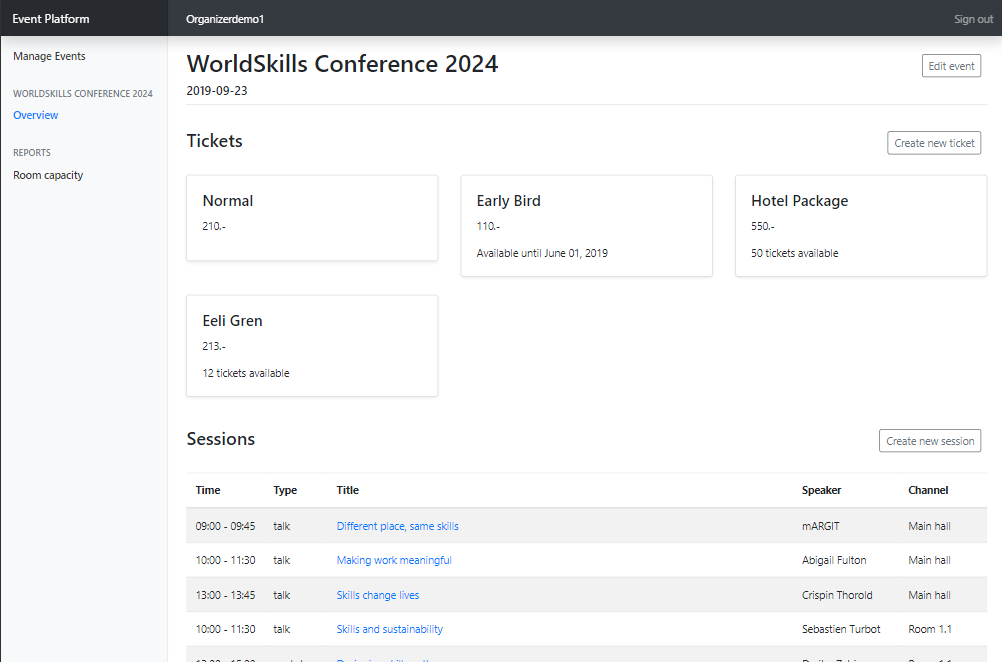 Event Platform
Organizerdemo1
Sign out
Manage Events
WORLDSKILLS CONFERENCE 2024
Overview
REPORTS
Room capacity
WorldSkills Conference 2024
Edit event
2019-09-23
Tickets
Create new ticket
Normal
210.-
Early Bird
110.-
Available until June 01, 2019
Hotel Package
550.-
50 tickets available
Eeli Gren
213.-
12 tickets available
Sessions
Create new session
Time Type Title Speaker Channel
09:00 - 09:45 talk Different place, same skills mARGIT Main hall
10:00 - 11:30 talk Making work meaningful Abigail Fulton Main hall
13:00 - 13:45 talk Skills change lives Crispin Thorold Main hall
10:00 - 11:30 talk Skills and sustainability Sebastien Turbot Room 1.1